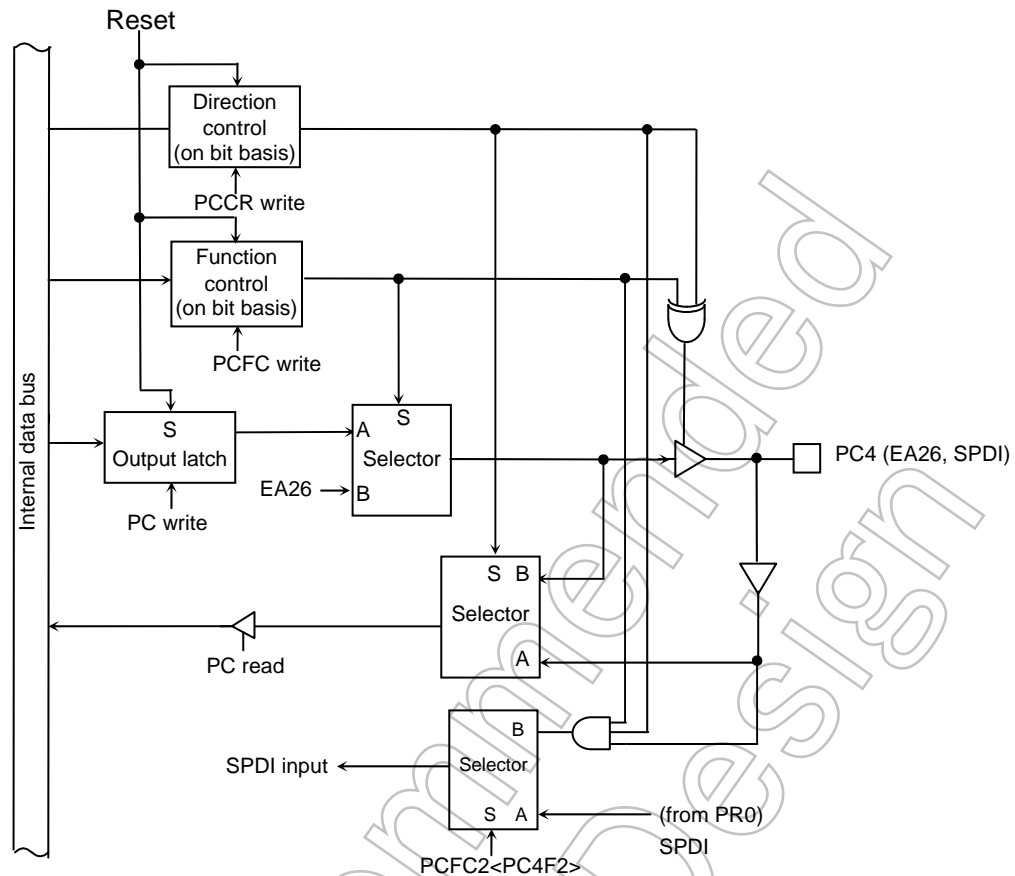 Reset
Direction
control
(on bit basis)
PCCR write
Function
control
(on bit basis)
PCFC write
Internal data bus
S
Output latch
PC write
A
S
Selector
EA26
B
PC4 (EA26, SPDI)
S B
Selector
A
PC read
B
Selector
S A
SPDI input
(from PR0)
SPDI
PCFC2<PC4F2>
ommended
Design